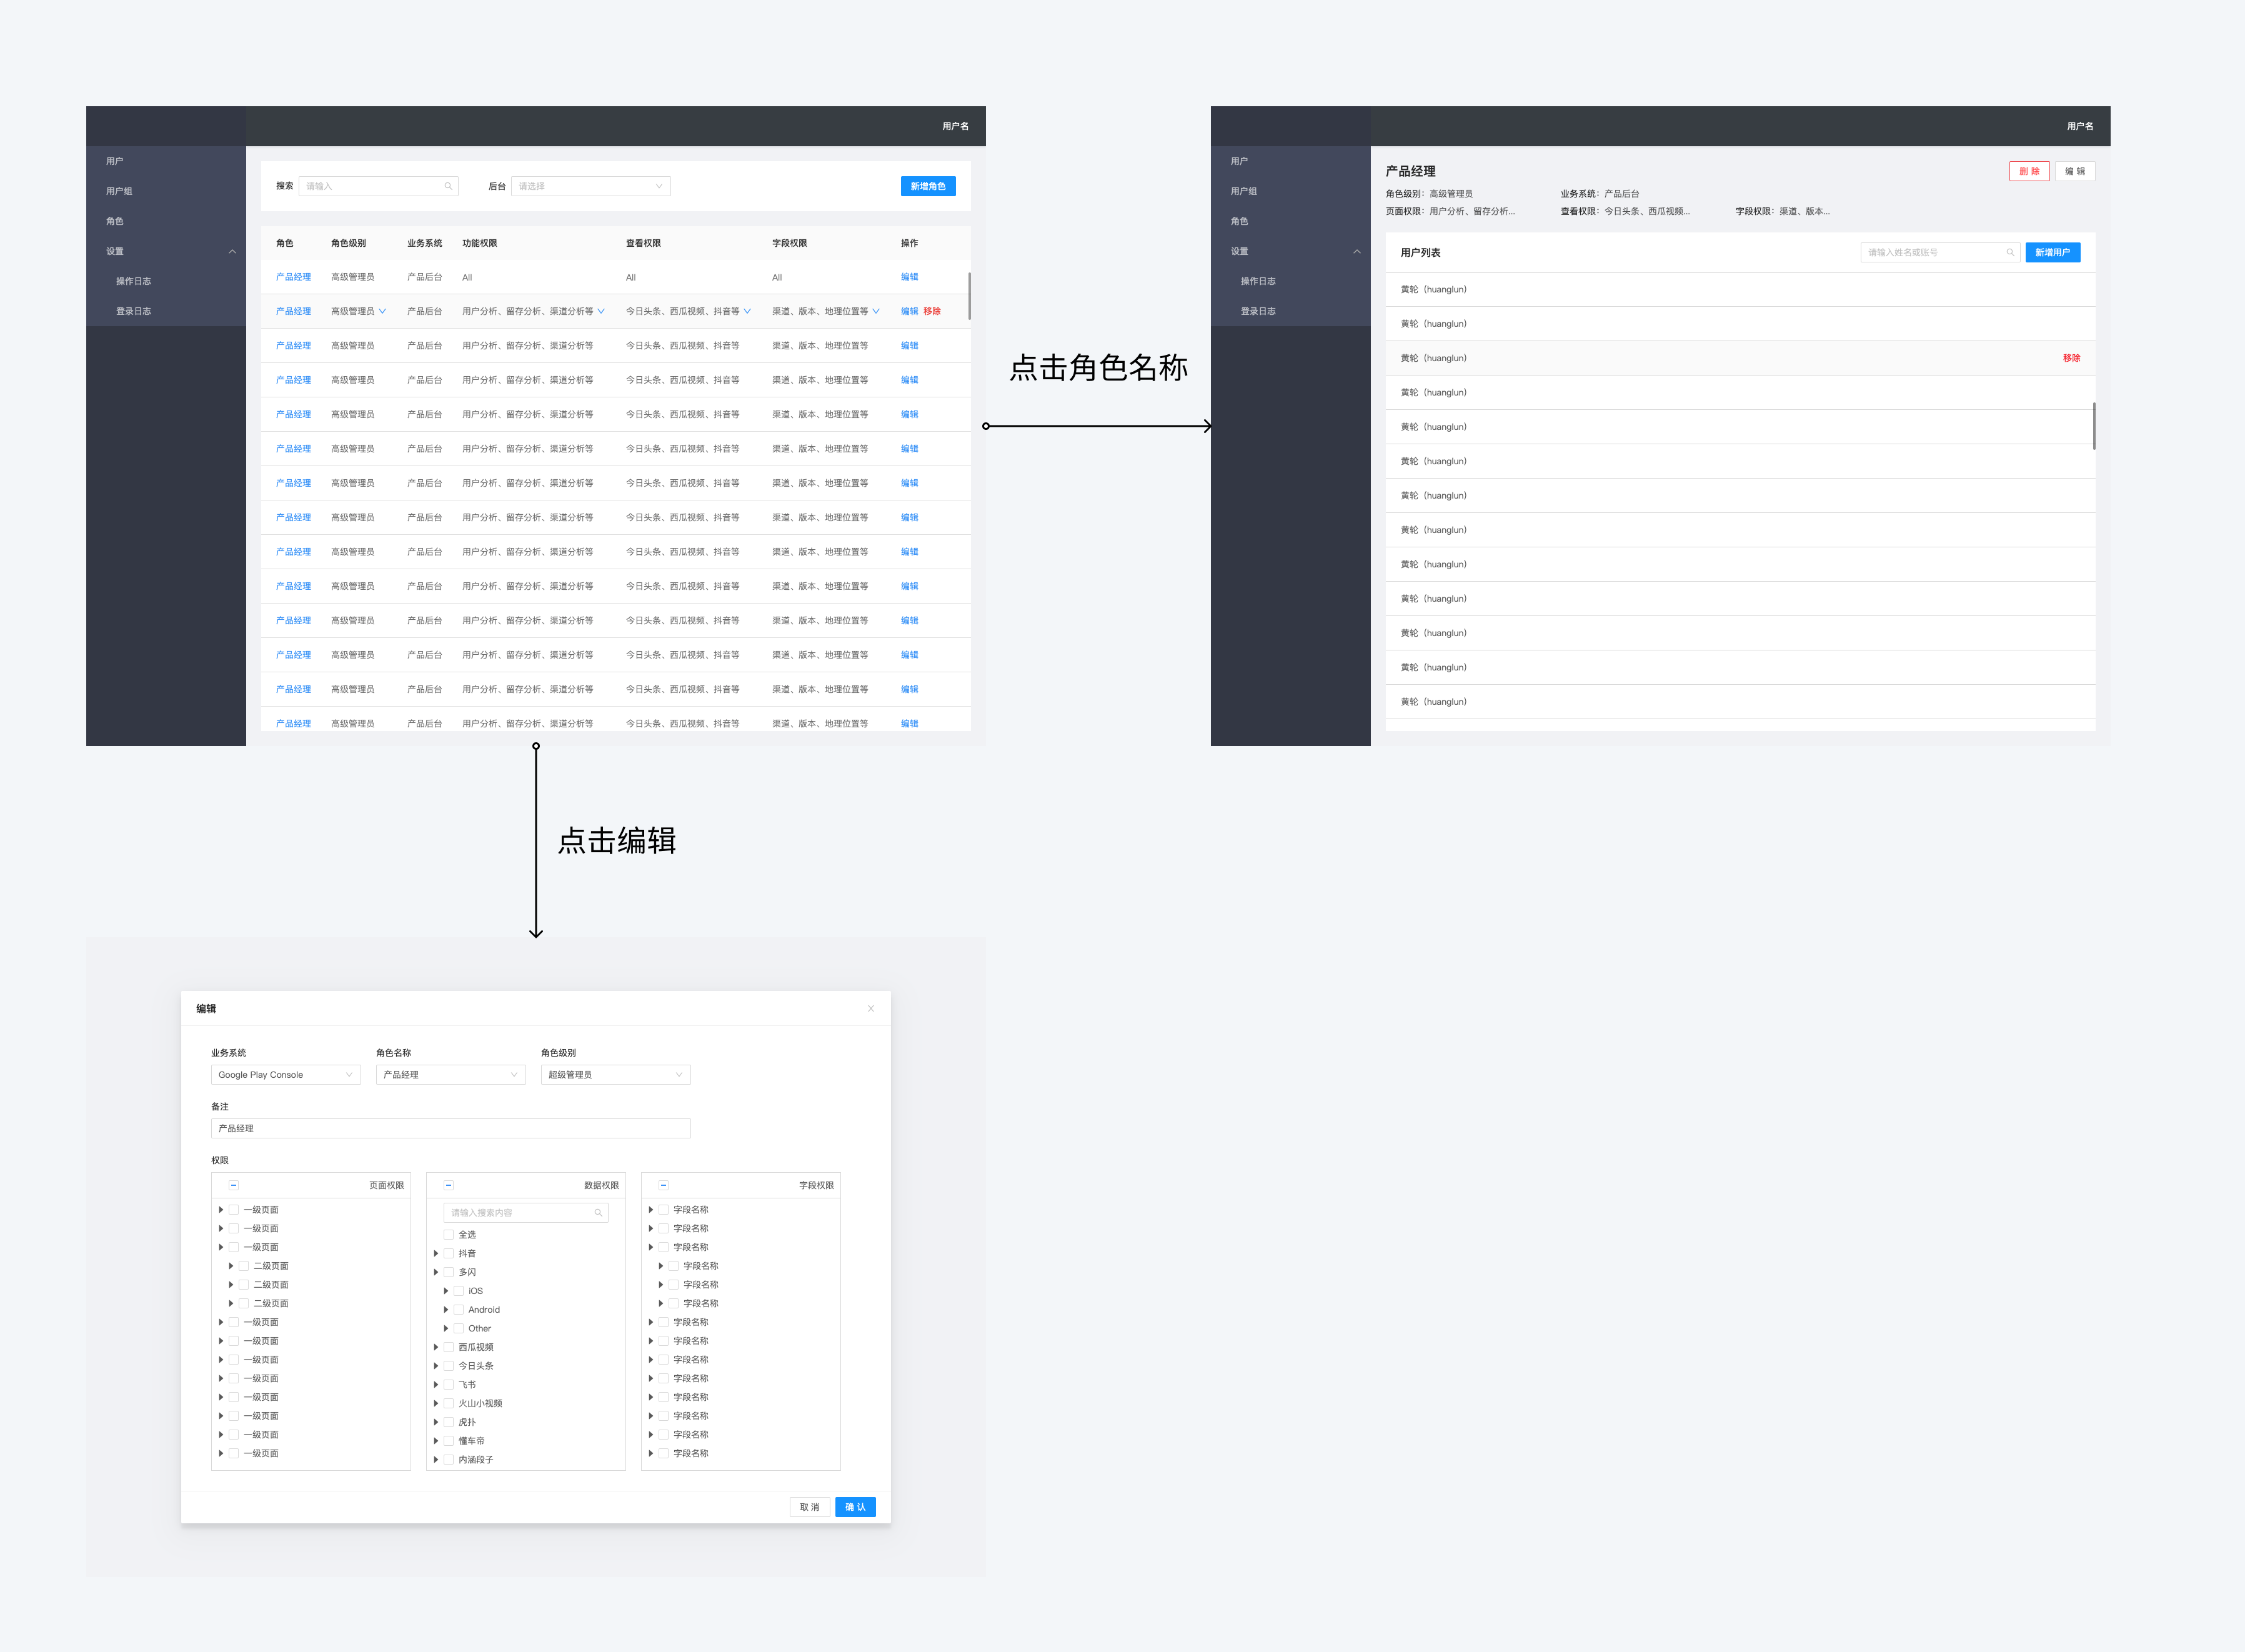 用户名
用户
用户组
角色
设置
操作日志
登录日志
搜索 请输入 后台 请选择 新增角色
角色 角色级别 业务系统 功能权限 查看权限 字段权限 操作
产品经理 高级管理员 产品后台 All All All 编辑
产品经理 高级管理员 产品后台 用户分析、留存分析、渠道分析等 今日头条、西瓜视频、抖音等 渠道、版本、地理位置等 编辑 移除
产品经理 高级管理员 产品后台 用户分析、留存分析、渠道分析等 今日头条、西瓜视频、抖音等 渠道、版本、地理位置等 编辑
产品经理 高级管理员 产品后台 用户分析、留存分析、渠道分析等 今日头条、西瓜视频、抖音等 渠道、版本、地理位置等 编辑
产品经理 高级管理员 产品后台 用户分析、留存分析、渠道分析等 今日头条、西瓜视频、抖音等 渠道、版本、地理位置等 编辑
产品经理 高级管理员 产品后台 用户分析、留存分析、渠道分析等 今日头条、西瓜视频、抖音等 渠道、版本、地理位置等 编辑
产品经理 高级管理员 产品后台 用户分析、留存分析、渠道分析等 今日头条、西瓜视频、抖音等 渠道、版本、地理位置等 编辑
产品经理 高级管理员 产品后台 用户分析、留存分析、渠道分析等 今日头条、西瓜视频、抖音等 渠道、版本、地理位置等 编辑
产品经理 高级管理员 产品后台 用户分析、留存分析、渠道分析等 今日头条、西瓜视频、抖音等 渠道、版本、地理位置等 编辑
产品经理 高级管理员 产品后台 用户分析、留存分析、渠道分析等 今日头条、西瓜视频、抖音等 渠道、版本、地理位置等 编辑
产品经理 高级管理员 产品后台 用户分析、留存分析、渠道分析等 今日头条、西瓜视频、抖音等 渠道、版本、地理位置等 编辑
产品经理 高级管理员 产品后台 用户分析、留存分析、渠道分析等 今日头条、西瓜视频、抖音等 渠道、版本、地理位置等 编辑
产品经理 高级管理员 产品后台 用户分析、留存分析、渠道分析等 今日头条、西瓜视频、抖音等 渠道、版本、地理位置等 编辑
产品经理 高级管理员 产品后台 用户分析、留存分析、渠道分析等 今日头条、西瓜视频、抖音等 渠道、版本、地理位置等 编辑
点击角色名称
用户名
用户
用户组
角色
设置
操作日志
登录日志
产品经理 删 除 编 辑
角色级别：高级管理员 业务系统：产品后台
页面权限：用户分析、留存分析... 查看权限：今日头条、西瓜视频... 字段权限：渠道、版本...
用户列表 请输入姓名或账号 新增用户
黄轮（huanglun）
黄轮（huanglun）
黄轮（huanglun） 移除
黄轮（huanglun）
黄轮（huanglun）
黄轮（huanglun）
黄轮（huanglun）
黄轮（huanglun）
黄轮（huanglun）
黄轮（huanglun）
黄轮（huanglun）
黄轮（huanglun）
黄轮（huanglun）
点击编辑
编辑
业务系统 角色名称 角色级别
Google Play Console 产品经理 超级管理员
备注
产品经理
权限
页面权限
一级页面
一级页面
一级页面
二级页面
二级页面
二级页面
一级页面
一级页面
一级页面
一级页面
一级页面
一级页面
一级页面
一级页面
数据权限
请输入搜索内容
全选
抖音
多闪
iOS
Android
Other
西瓜视频
今日头条
飞书
火山小视频
虎扑
懂车帝
内涵段子
字段权限
字段名称
字段名称
字段名称
字段名称
字段名称
字段名称
字段名称
字段名称
字段名称
字段名称
字段名称
字段名称
字段名称
字段名称
取 消 确 认